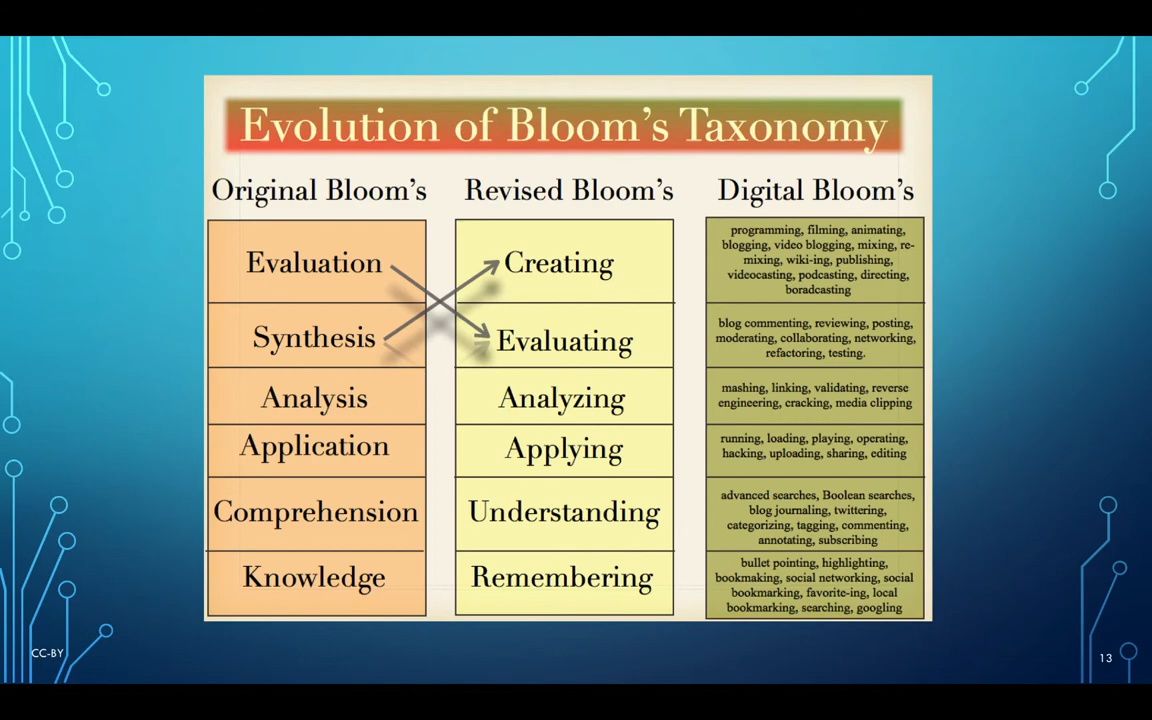 Evolution of Bloom's Taxonomy
Original Bloom's
Evaluation
Synthesis
Analysis
Application
Comprehension
Knowledge
Revised Bloom's
Creating
Evaluating
Analyzing
Applying
Understanding
Remembering
Digital Bloom's
programming, filming, animating,
blogging, video blogging, mixing, re-
mixing, wiki-ing, publishing,
videocasting, podcasting, directing,
boradcasting
blog commenting, reviewing, posting,
moderating, collaborating, networking,
refactoring, testing.
mashing, linking, validating, reverse
engineering, cracking, media clipping
running, loading, playing, operating,
hacking, uploading, sharing, editing
advanced searches, Boolean searches,
blog journaling, twittering,
categorizing, tagging, commenting,
annotating, subscribing
bullet pointing, highlighting,
bookmaking, social networking, social
bookmarking, favorite-ing, local
bookmarking, searching, googling
CC-BY
13